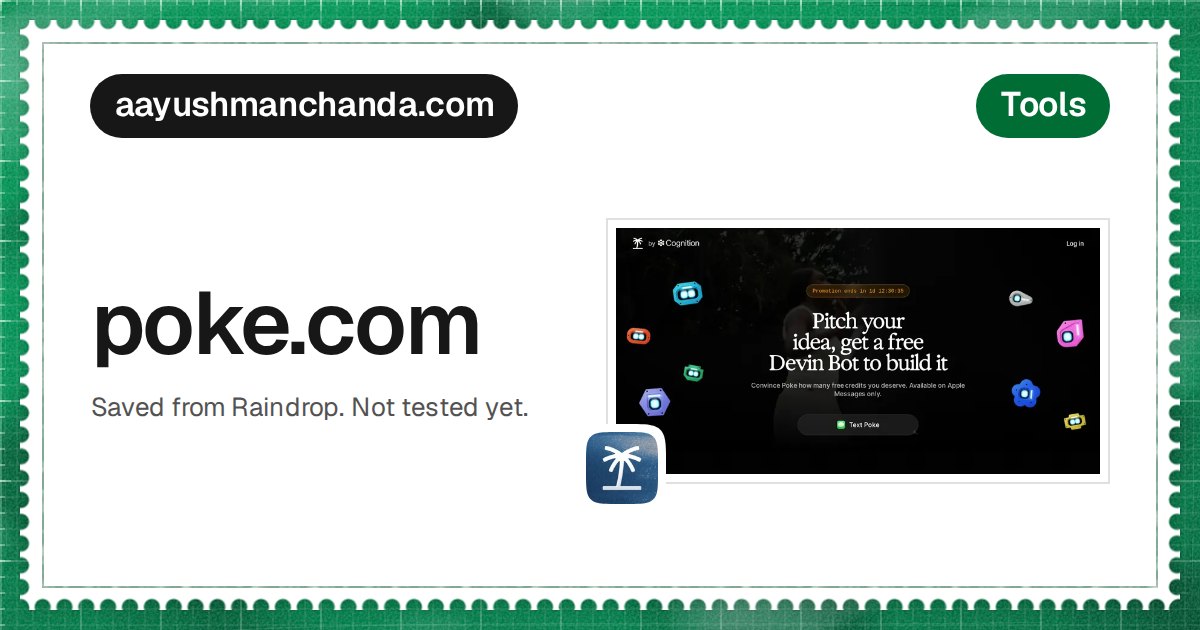 aayushmanchanda.com
Tools
poke.com
Saved from Raindrop. Not tested yet.
by Cognition
Log in
Promotion ends in 1d 12:30:35
Pitch your
idea, get a free
Devin Bot to build it
Convince Poke how many free credits you deserve. Available on Apple
Messages only.
Text Poke